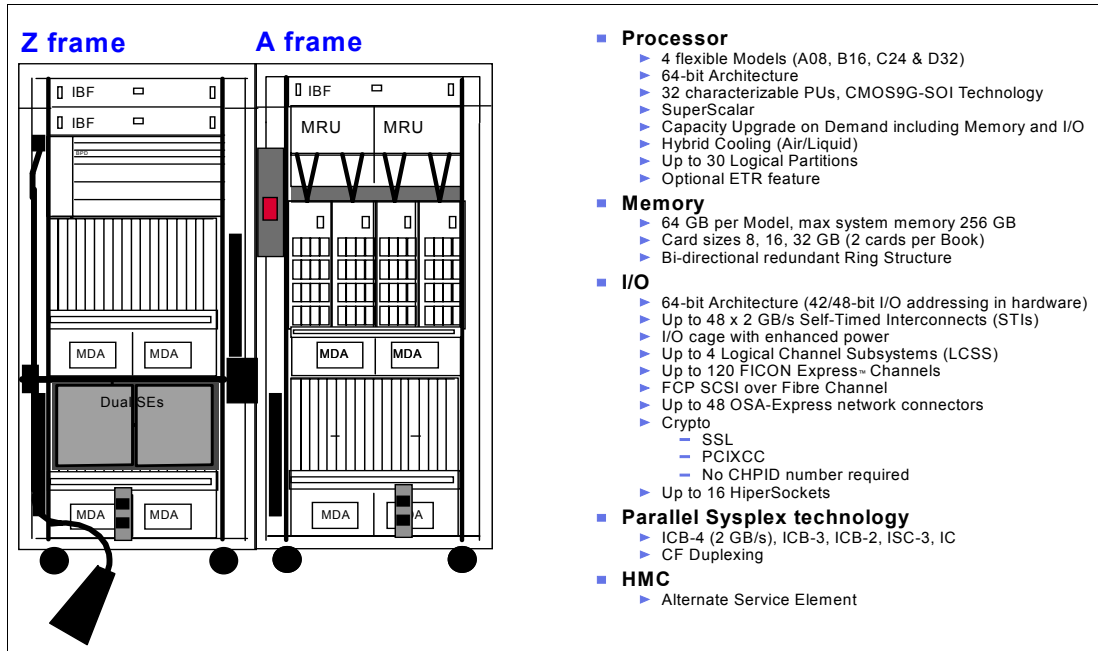 Z frame
A frame
IBF
IBF
BPD
MDA MDA
Dual SEs
MDA MDA
IBF
MRU MRU
MDA MDA
MDA MDA
Processor
4 flexible Models (A08, B16, C24 & D32)
64-bit Architecture
32 characterizable PUs, CMOS9G-SOI Technology
SuperScalar
Capacity Upgrade on Demand including Memory and I/O
Hybrid Cooling (Air/Liquid)
Up to 30 Logical Partitions
Optional ETR feature
Memory
64 GB per Model, max system memory 256 GB
Card sizes 8, 16, 32 GB (2 cards per Book)
Bi-directional redundant Ring Structure
I/O
64-bit Architecture (42/48-bit I/O addressing in hardware)
Up to 48 x 2 GB/s Self-Timed Interconnects (STIs)
I/O cage with enhanced power
Up to 4 Logical Channel Subsystems (LCSS)
Up to 120 FICON Express™ Channels
FCP SCSI over Fibre Channel
Up to 48 OSA-Express network connectors
Crypto
– SSL
– PCIXCC
– No CHPID number required
Up to 16 HiperSockets
Parallel Sysplex technology
ICB-4 (2 GB/s), ICB-3, ICB-2, ISC-3, IC
CF Duplexing
HMC
Alternate Service Element